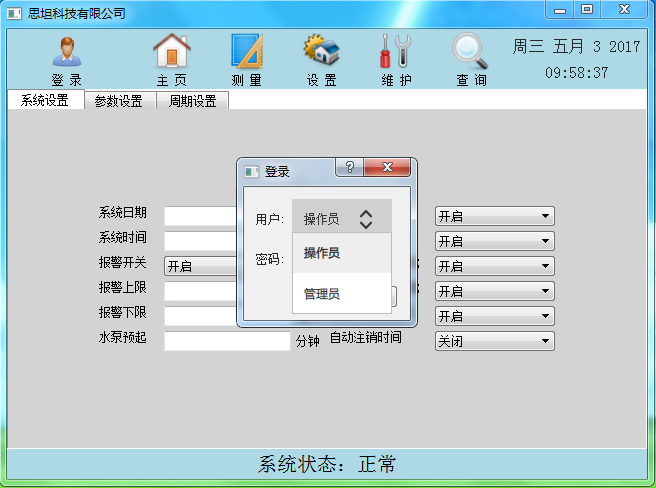 思坦科技有限公司
登录 主页 测量 设置 维护 查询
周三 五月 3 2017
09:58:37
系统设置 参数设置 周期设置
登录
用户: 操作员
操作员
密码:
管理员
系统日期 开启
系统时间 开启
报警开关 开启 开启
报警上限 开启
报警下限 开启
水泵预起 分钟 自动注销时间 关闭
系统状态：正常